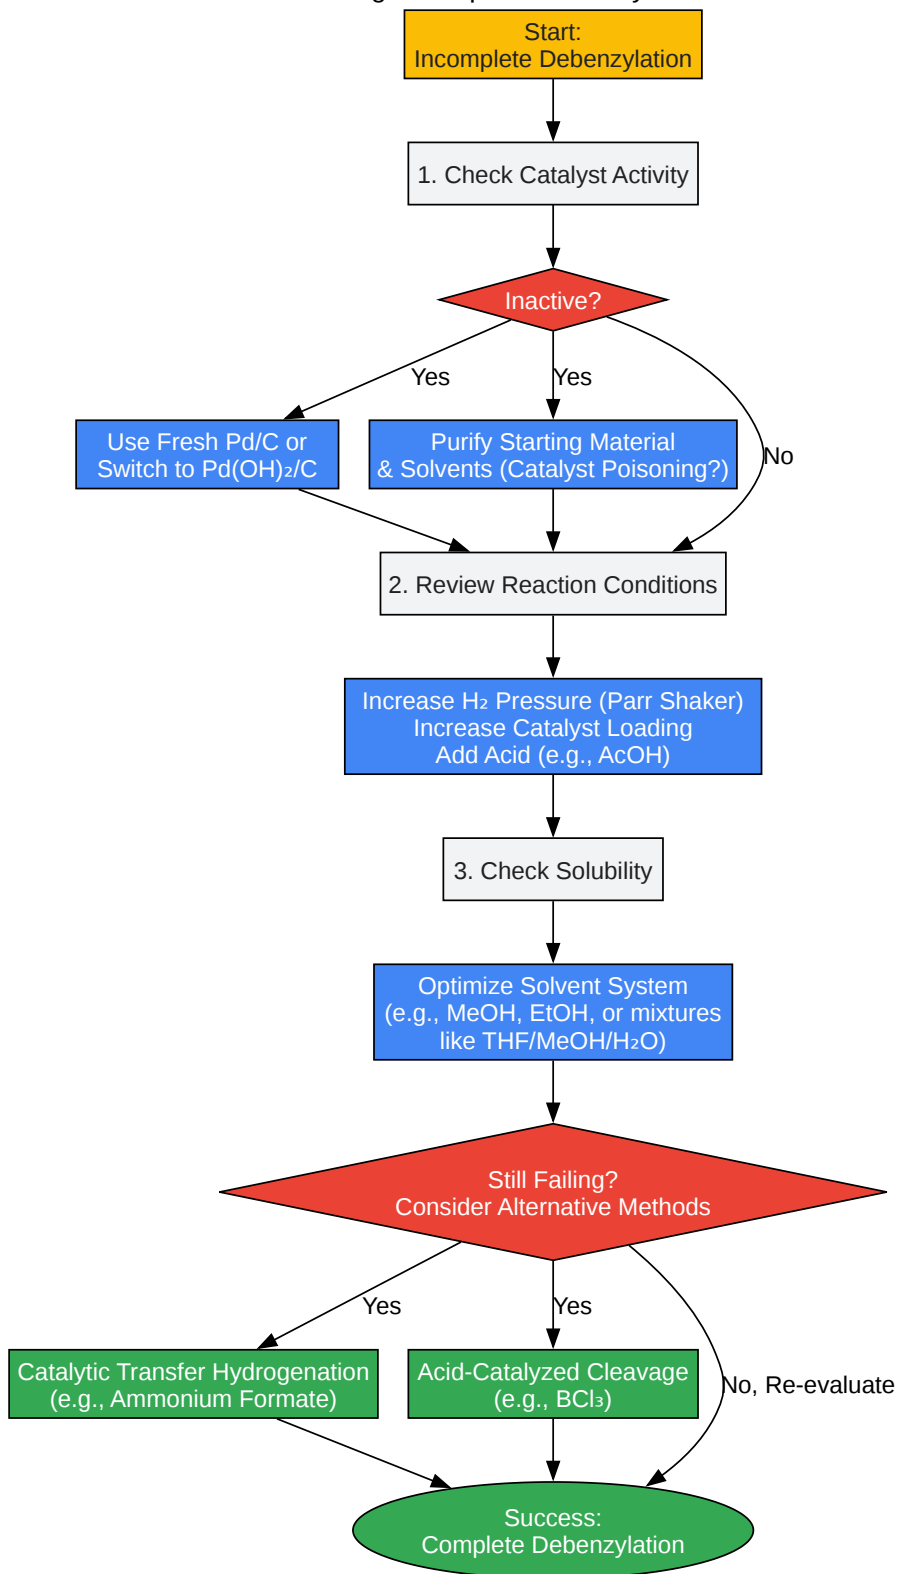 Start:
Incomplete Debenzylation
1. Check Catalyst Activity
Inactive?
Yes
Yes
No
Use Fresh Pd/C or
Switch to Pd(OH)₂/C
Purify Starting Material
& Solvents (Catalyst Poisoning?)
2. Review Reaction Conditions
Increase H₂ Pressure (Parr Shaker)
Increase Catalyst Loading
Add Acid (e.g., AcOH)
3. Check Solubility
Optimize Solvent System
(e.g., MeOH, EtOH, or mixtures
like THF/MeOH/H₂O)
Still Failing?
Consider Alternative Methods
Yes
Yes
No, Re-evaluate
Catalytic Transfer Hydrogenation
(e.g., Ammonium Formate)
Acid-Catalyzed Cleavage
(e.g., BCl₃)
Success:
Complete Debenzylation